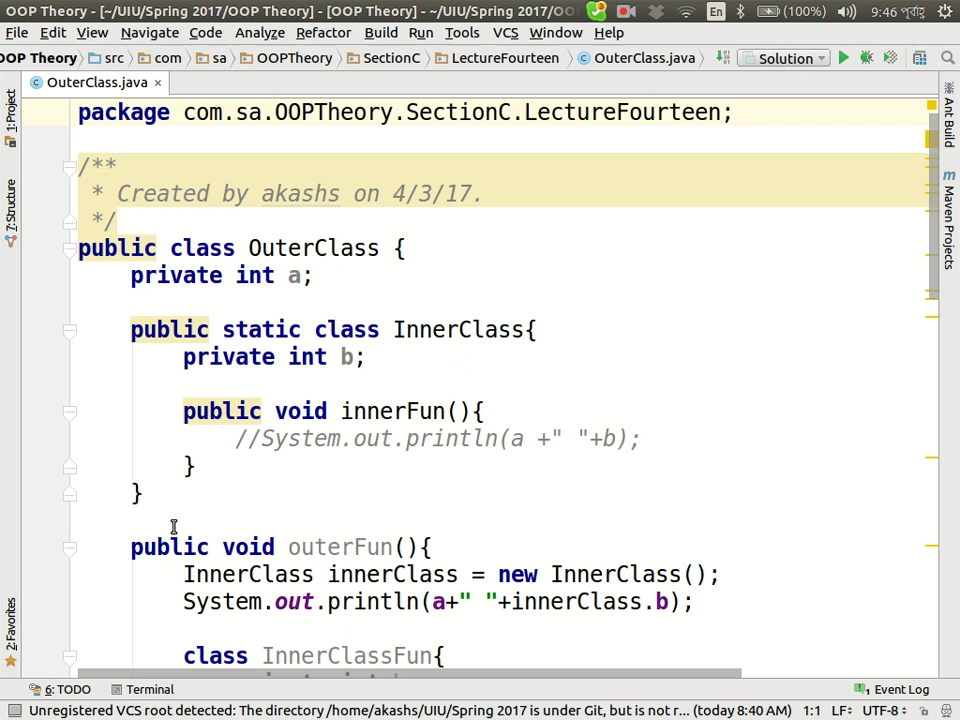 OOP Theory - [~/UIU/Spring 2017/OOP Theory] - [OOP Theory] - ~/UIU/Spring 2017/OO
En (100%) 9:46 পূর্বাহ্ণ
File Edit View Navigate Code Analyze Refactor Build Run Tools VCS Window Help
OOP Theory src com sa OOPTheory SectionC LectureFourteen OuterClass.java Solution
OuterClass.java ×
1: Project
7: Structure
2: Favorites
Ant Build
Maven Projects
package com.sa.OOPTheory.SectionC.LectureFourteen;
/**
* Created by akashs on 4/3/17.
*/
public class OuterClass {
private int a;
public static class InnerClass{
private int b;
public void innerFun(){
//System.out.println(a +" "+b);
}
}
public void outerFun(){
InnerClass innerClass = new InnerClass();
System.out.println(a+" "+innerClass.b);
class InnerClassFun{
6: TODO Terminal 1 Event Log
Unregistered VCS root detected: The directory /home/akashs/UIU/Spring 2017 is under Git, but is not r... (today 8:40 AM) 1:1 LF÷ UTF-8÷